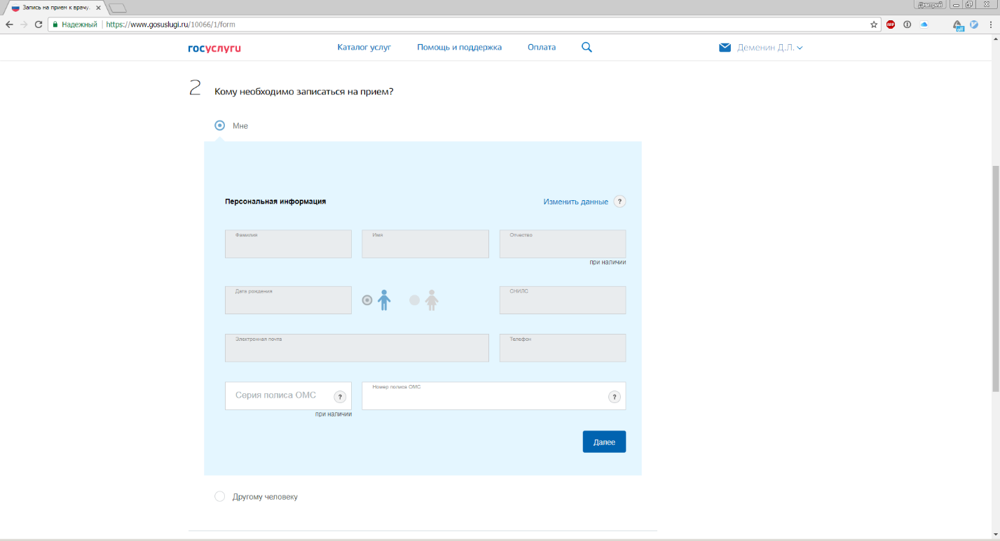 Запись на прием к врачу.
Дмитрий
Надежный
https://www.gosuslugi.ru/10066/1/form
ABP
off
госуслуги
Каталог услуг
Помощь и поддержка
Оплата
Деменин Д.Л.
2
Кому необходимо записаться на прием?
Мне
Персональная информация
Изменить данные
?
Фамилия
Имя
Отчество
при наличии
Дата рождения
СНИЛС
Электронная почта
Телефон
Серия полиса ОМС
?
при наличии
Номер полиса ОМС
?
Далее
Другому человеку